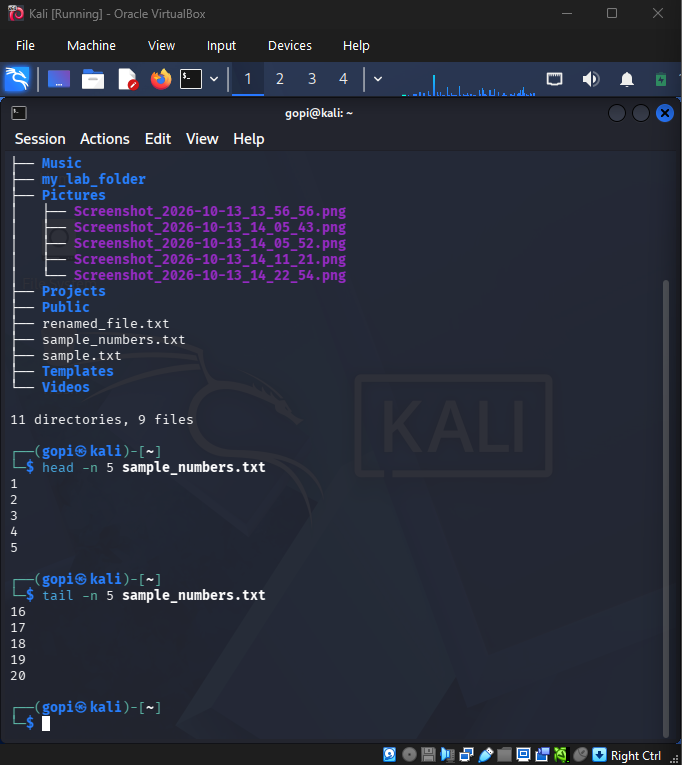 Kali [Running] - Oracle VirtualBox
File Machine View Input Devices Help
1 2 3 4
gopi@kali: ~
Session Actions Edit View Help
├── Music
├── my_lab_folder
├── Pictures
│   ├── Screenshot_2026-10-13_13_56_56.png
│   ├── Screenshot_2026-10-13_14_05_43.png
│   ├── Screenshot_2026-10-13_14_05_52.png
│   ├── Screenshot_2026-10-13_14_11_21.png
│   └── Screenshot_2026-10-13_14_22_54.png
├── Projects
├── Public
├── renamed_file.txt
├── sample_numbers.txt
├── sample.txt
├── Templates
└── Videos
11 directories, 9 files
┌──(gopi㉿kali)-[~]
└─$ head -n 5 sample_numbers.txt
1
2
3
4
5
┌──(gopi㉿kali)-[~]
└─$ tail -n 5 sample_numbers.txt
16
17
18
19
20
┌──(gopi㉿kali)-[~]
└─$
KALI
Right Ctrl